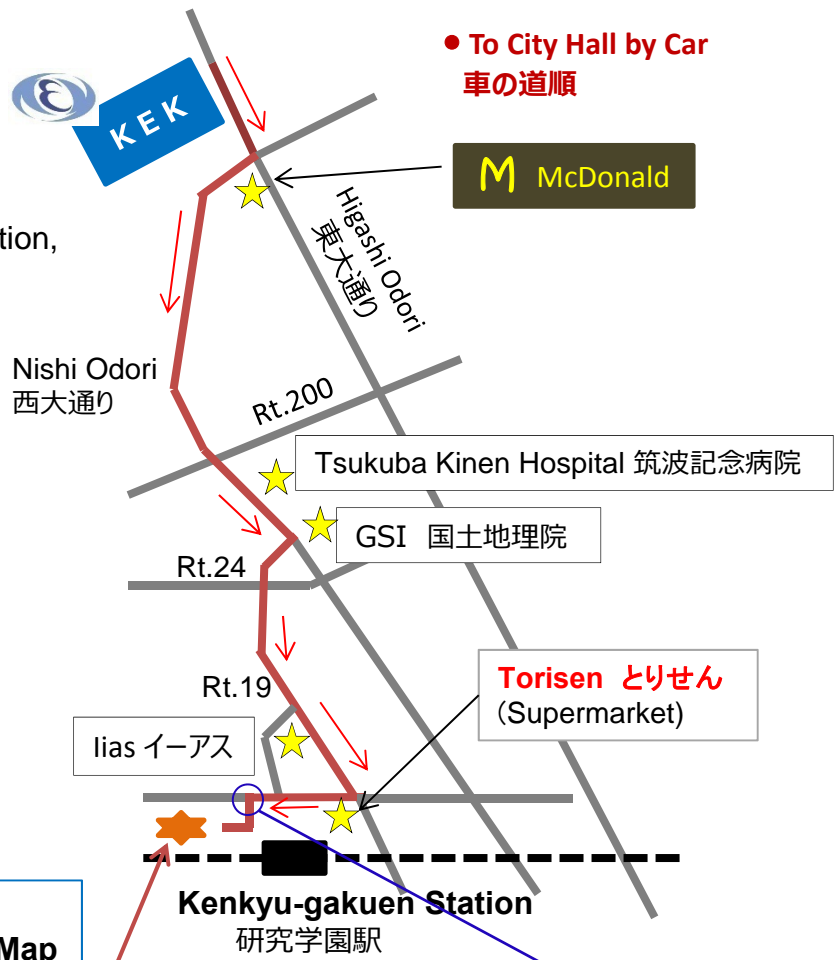 • To City Hall by Car
車の道順
KEK
M McDonald
tion,
Higashi Odori
東大通り
Nishi Odori
西大通り
Rt.200
Tsukuba Kinen Hospital 筑波記念病院
GSI 国土地理院
Rt.24
Torisen とりせん
(Supermarket)
Rt.19
Iias イーアス
Kenkyu-gakuen Station
研究学園駅
Map